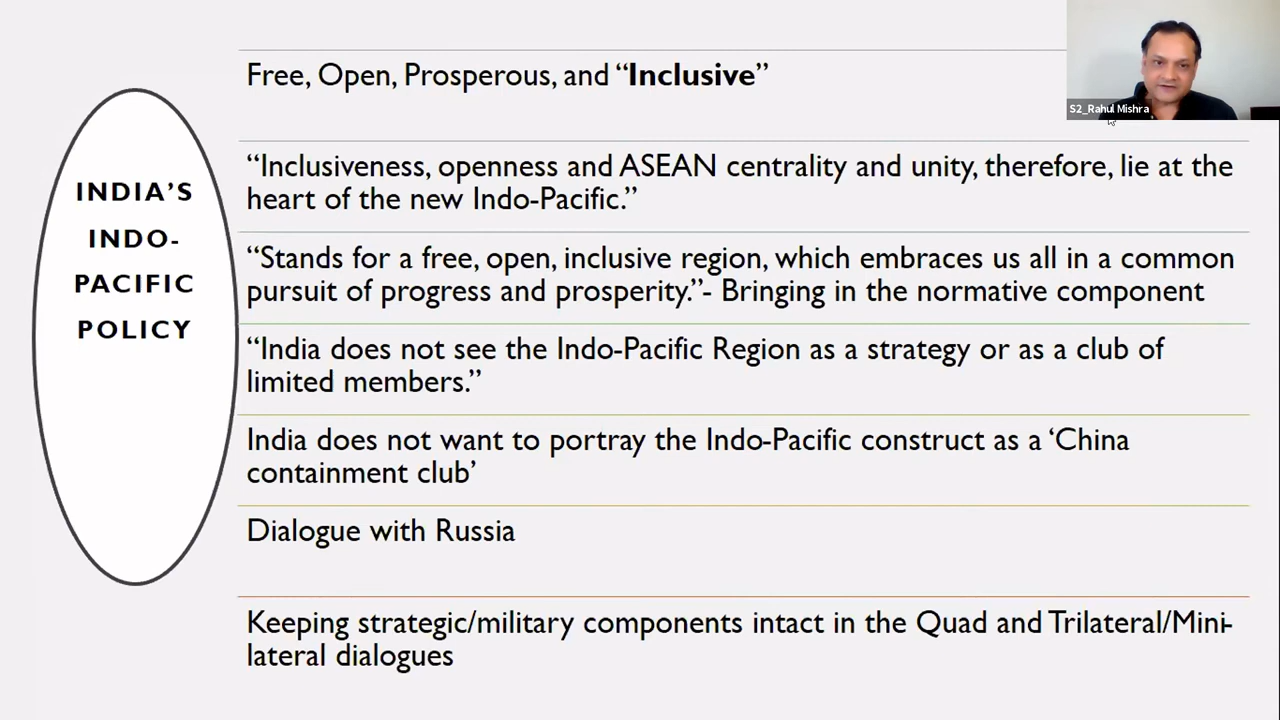 INDIA’S
INDO-
PACIFIC
POLICY
Free, Open, Prosperous, and “Inclusive”
“Inclusiveness, openness and ASEAN centrality and unity, therefore, lie at the
heart of the new Indo-Pacific.”
“Stands for a free, open, inclusive region, which embraces us all in a common
pursuit of progress and prosperity.”- Bringing in the normative component
“India does not see the Indo-Pacific Region as a strategy or as a club of
limited members.”
India does not want to portray the Indo-Pacific construct as a ‘China
containment club’
Dialogue with Russia
Keeping strategic/military components intact in the Quad and Trilateral/Mini-
lateral dialogues
S2_Rahul Mishra